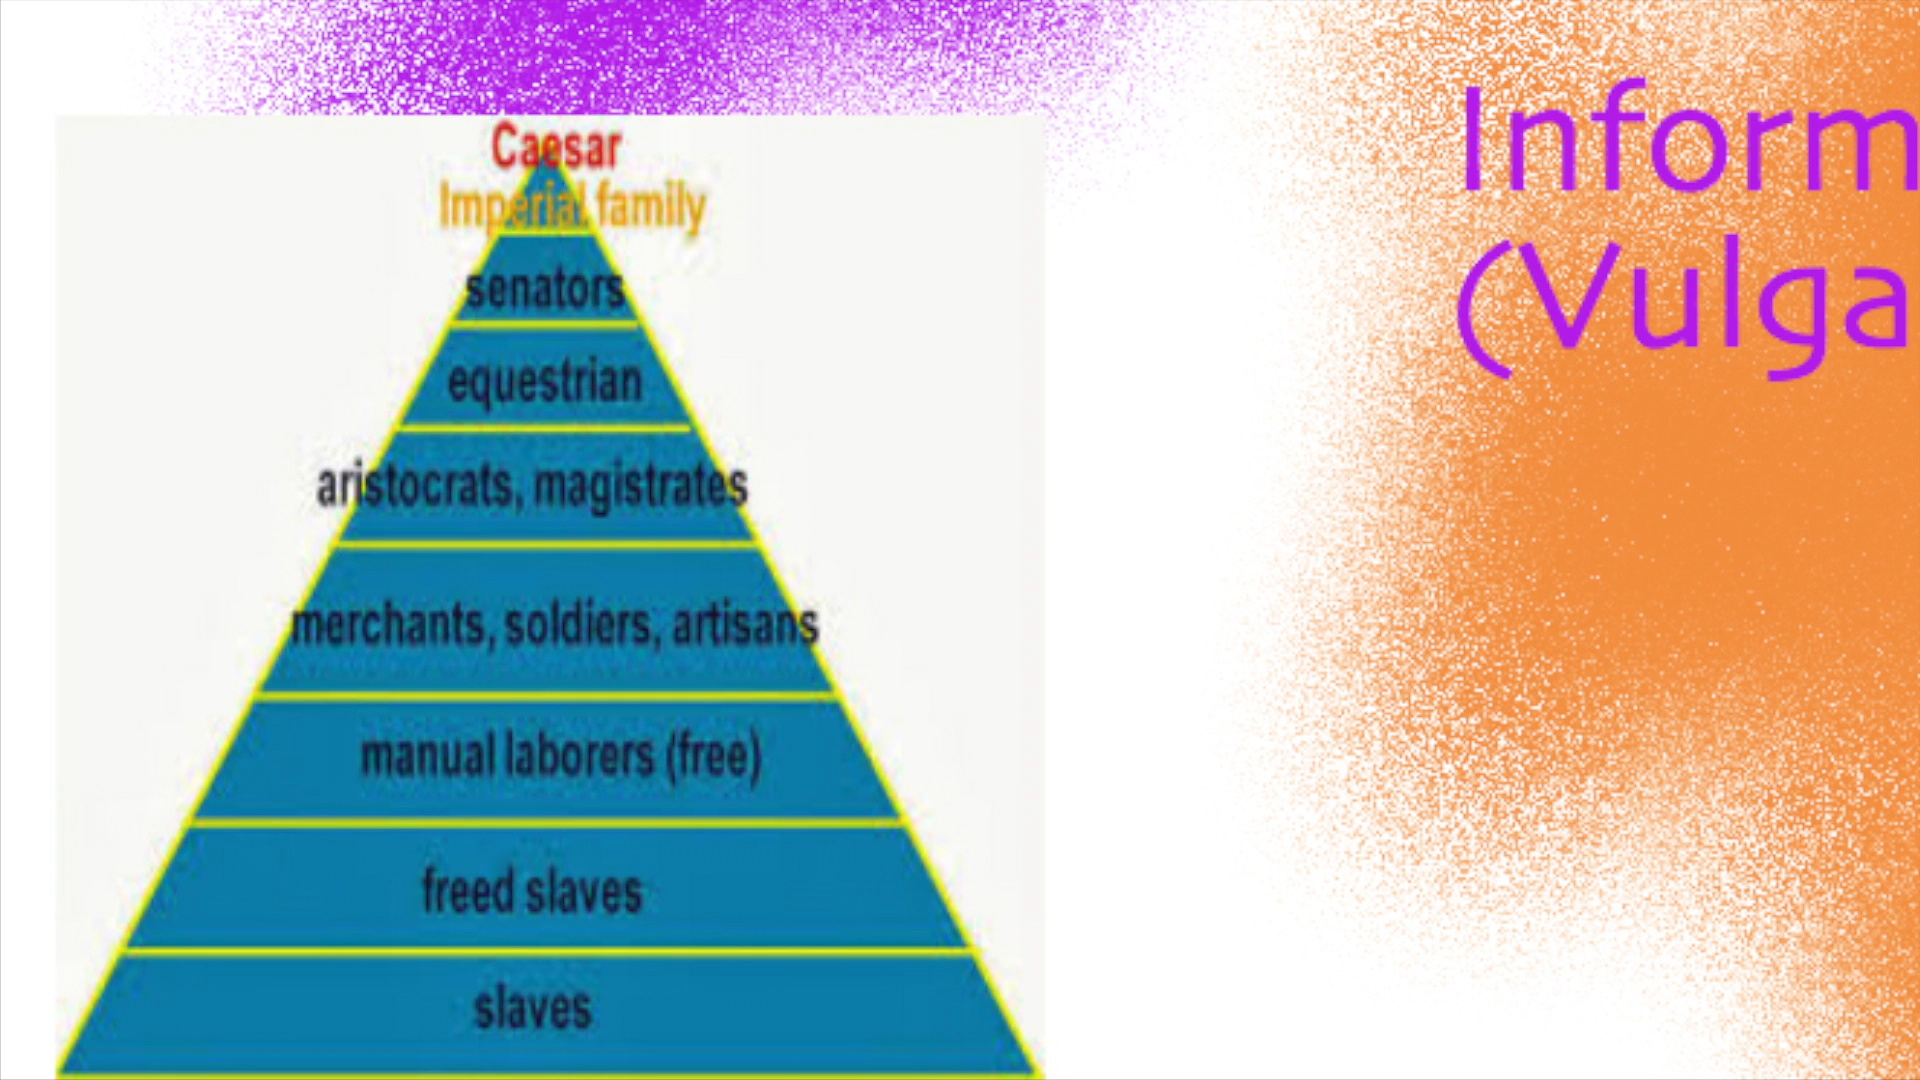 Caesar
Imperial family
senators
equestrian
aristocrats, magistrates
merchants, soldiers, artisans
manual laborers (free)
freed slaves
slaves
Inform
(Vulga